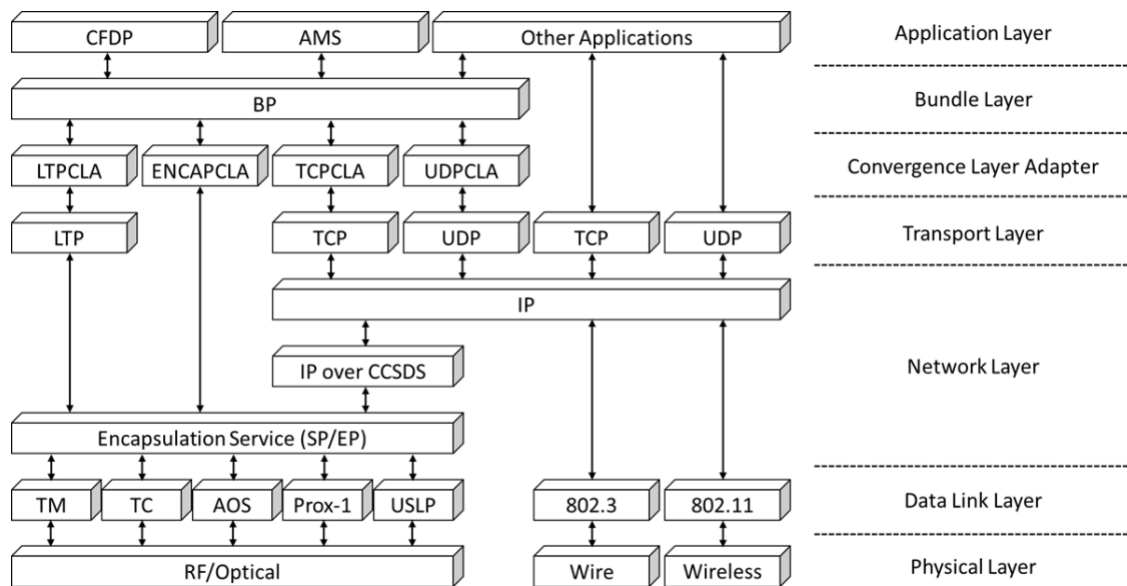 CFDP
AMS
Other Applications
Application Layer
BP
Bundle Layer
LTPCLA
ENCAPCLA
TCPCLA
UDPCLA
Convergence Layer Adapter
LTP
TCP
UDP
TCP
UDP
Transport Layer
IP
IP over CCSDS
Network Layer
Encapsulation Service (SP/EP)
TM
TC
AOS
Prox-1
USLP
802.3
802.11
Data Link Layer
RF/Optical
Wire
Wireless
Physical Layer